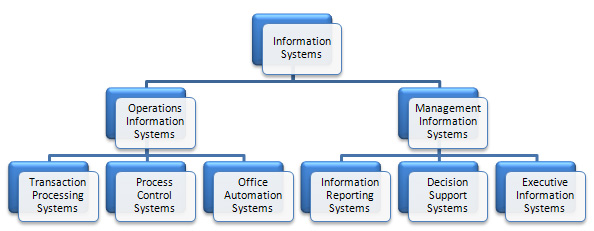 Information
Systems
Operations
Information
Systems
Management
Information
Systems
Transaction
Processing
Systems
Process
Control
Systems
Office
Automation
Systems
Information
Reporting
Systems
Decision
Support
Systems
Executive
Information
Systems